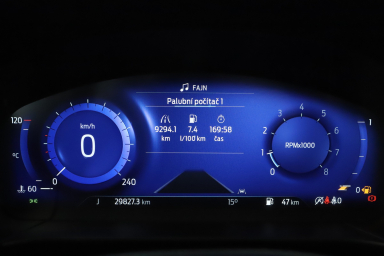 FAJN
Palubní počítač 1
9294.1 7.4 169:58
km l/100 km čas
120
°C
60
km/h
0
0 240
RPMx1000
0 1 2 3 4 5 6 7 8
1
0
29827.3 km
15°
47 km